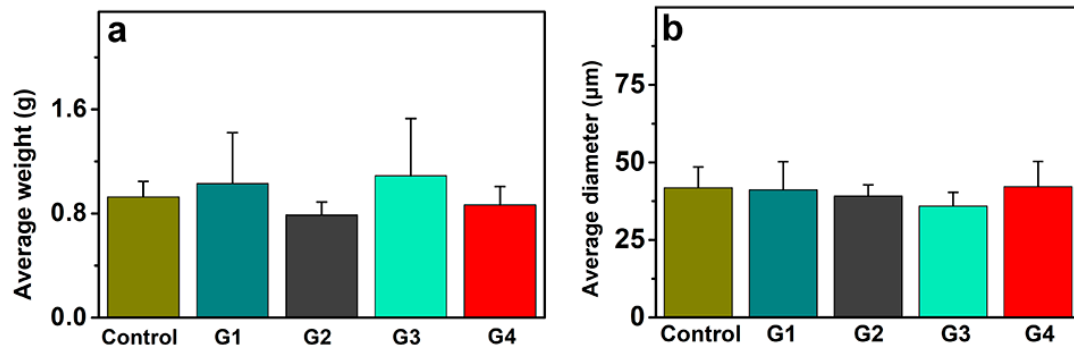 a
Average weight (g)
1.6
0.8
0.0
Control G1 G2 G3 G4
b
Average diameter (µm)
75
50
25
0
Control G1 G2 G3 G4